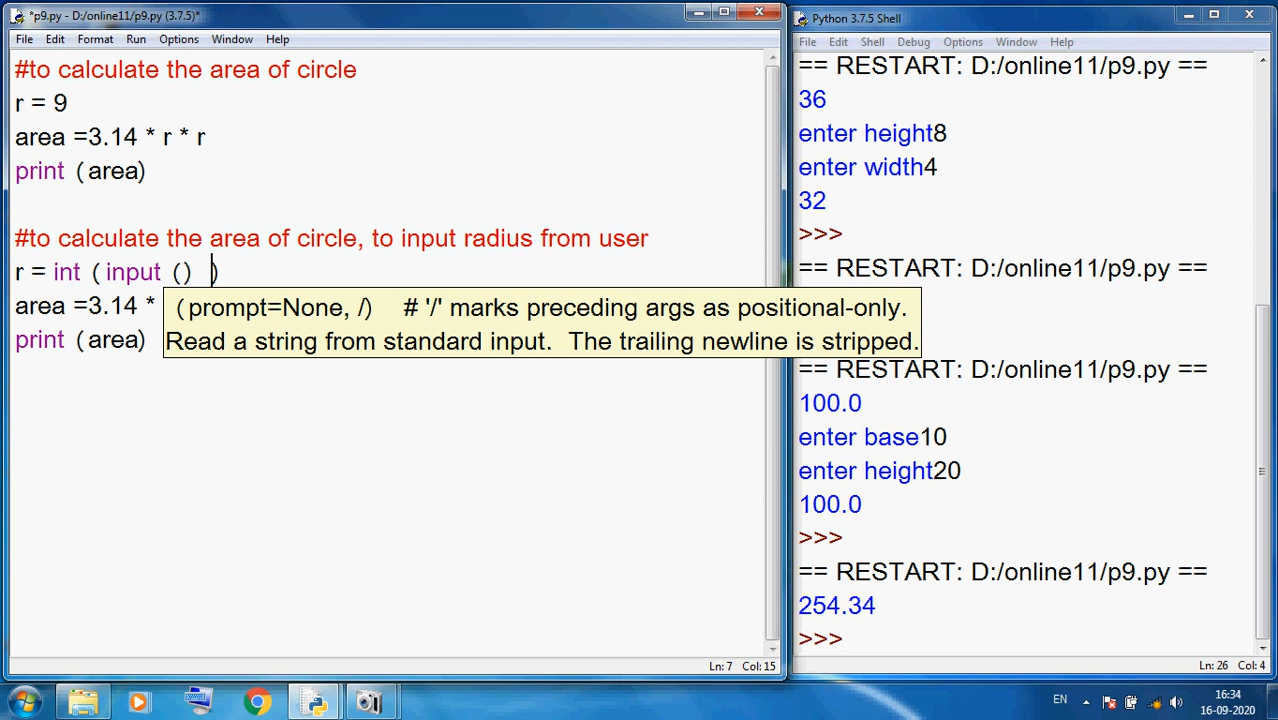 *p9.py - D:/online11/p9.py (3.7.5)*
File Edit Format Run Options Window Help
#to calculate the area of circle
r = 9
area =3.14 * r * r
print (area)
#to calculate the area of circle, to input radius from user
r = int (input () )
area =3.14 *
print (area)
(prompt=None, /) # '/' marks preceding args as positional-only.
Read a string from standard input. The trailing newline is stripped.
Ln: 7 Col: 15
Python 3.7.5 Shell
File Edit Shell Debug Options Window Help
== RESTART: D:/online11/p9.py ==
36
enter height8
enter width4
32
>>>
== RESTART: D:/online11/p9.py ==
== RESTART: D:/online11/p9.py ==
100.0
enter base10
enter height20
100.0
>>>
== RESTART: D:/online11/p9.py ==
254.34
>>>
Ln: 26 Col: 4
EN
16:34
16-09-2020